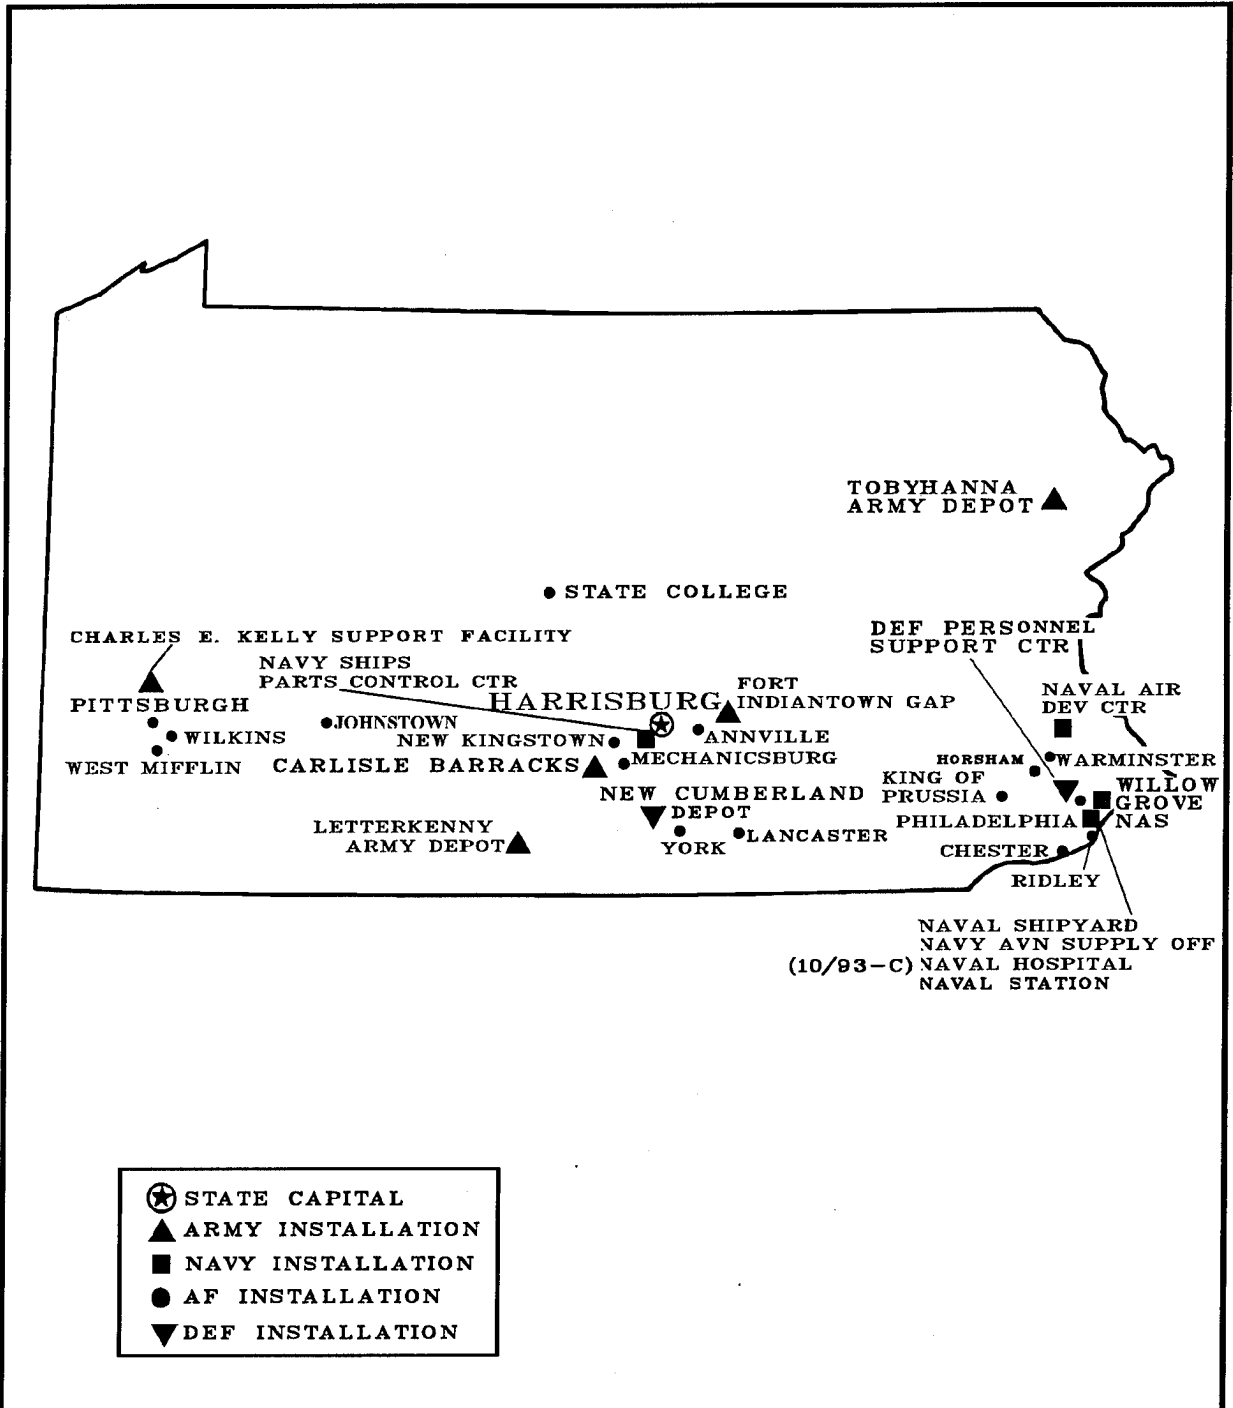 TOBYHANNA
ARMY DEPOT
STATE COLLEGE
CHARLES E. KELLY SUPPORT FACILITY
DEF PERSONNEL
SUPPORT CTR
NAVY SHIPS
PARTS CONTROL CTR
HARRISBURG
FORT
INDIANTOWN GAP
NAVAL AIR
DEV CTR
PITTSBURGH
JOHNSTOWN
WILKINS
NEW KINGSTOWN
ANNVILLE
WEST MIFFLIN
CARLISLE BARRACKS
MECHANICSBURG
HORSHAM
WARMINSTER
KING OF
PRUSSIA
WILLOW
GROVE
NAS
NEW CUMBERLAND
DEPOT
PHILADELPHIA
LETTERKENNY
ARMY DEPOT
YORK
LANCASTER
CHESTER
RIDLEY
NAVAL SHIPYARD
NAVY AVN SUPPLY OFF
(10/93-C) NAVAL HOSPITAL
NAVAL STATION
STATE CAPITAL
ARMY INSTALLATION
NAVY INSTALLATION
AF INSTALLATION
DEF INSTALLATION